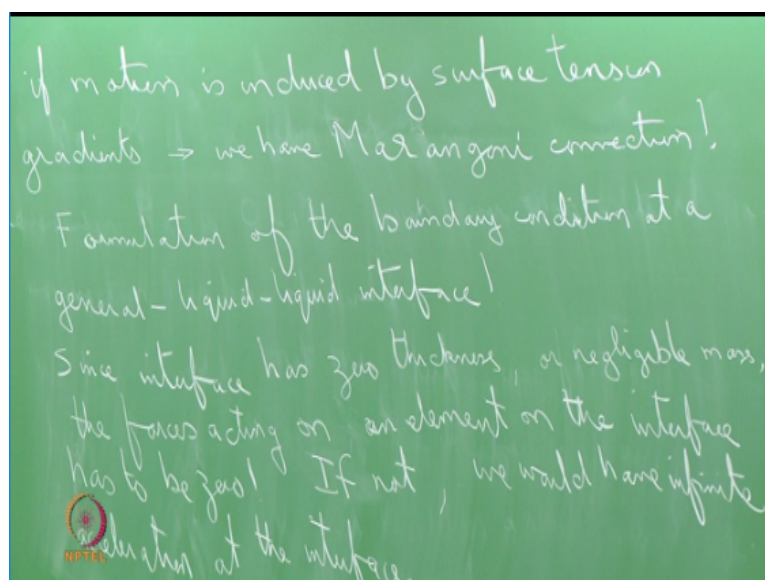 if motion is induced by surface tension
gradients → we have Marangoni convection!
Formulation of the boundary condition at a
general-liquid-liquid interface!
Since interface has zero thickness, or negligible mass,
the forces acting on an element on the interface
has to be zero! If not, we would have infinite
acceleration at the interface.
NPTEL